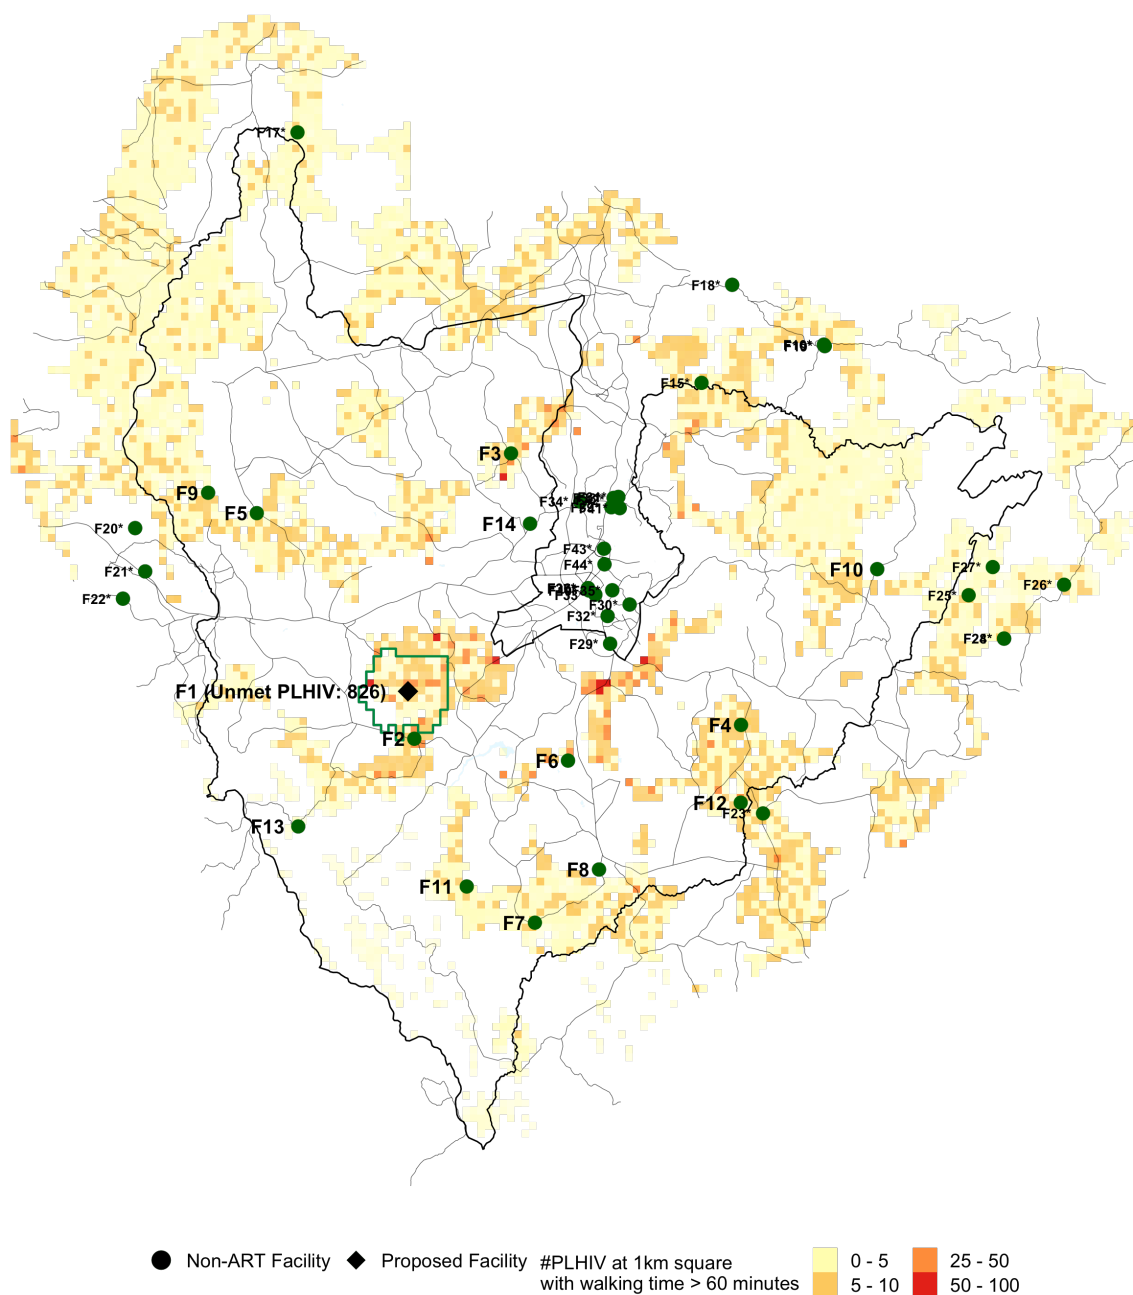 F17*
F18*
F15*
F3
F9
F5
F34*
F14
F20*
F43*
F44*
F21*
F10
F27*
F26*
F25*
F22*
F30*
F32*
F29*
F1 (Unmet PLHIV: 826)
F4
F2
F6
F12
F23*
F13
F8
F11
F7
Non-ART Facility
Proposed Facility
#PLHIV at 1km square
with walking time > 60 minutes
0 - 5
5 - 10
25 - 50
50 - 100